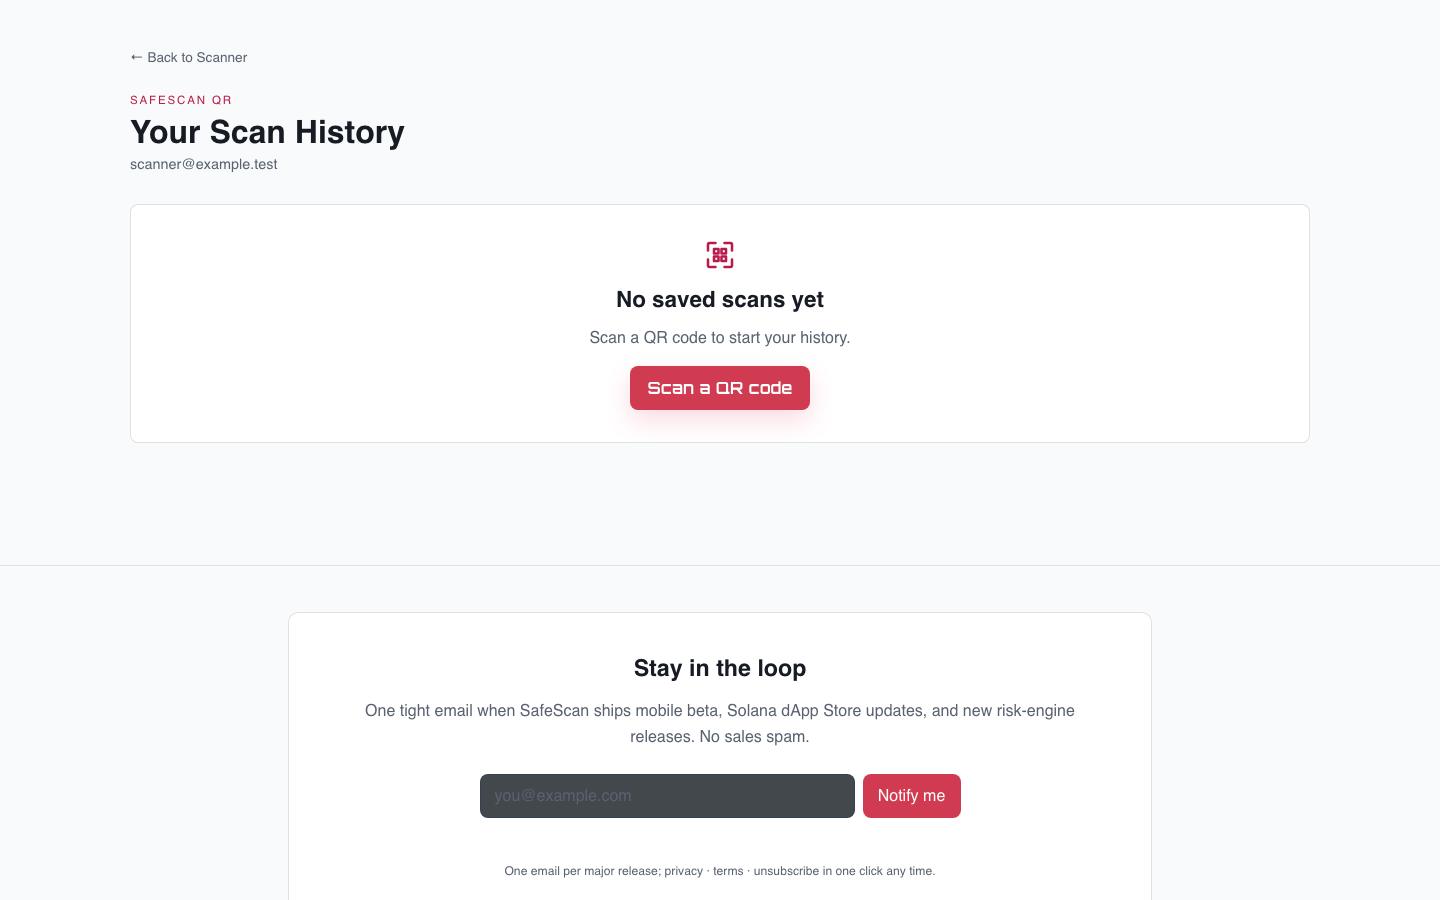 ← Back to Scanner
SAFESCAN QR
Your Scan History
scanner@example.test
No saved scans yet
Scan a QR code to start your history.
Scan a QR code
Stay in the loop
One tight email when SafeScan ships mobile beta, Solana dApp Store updates, and new risk-engine
releases. No sales spam.
you@example.com
Notify me
One email per major release; privacy · terms · unsubscribe in one click any time.